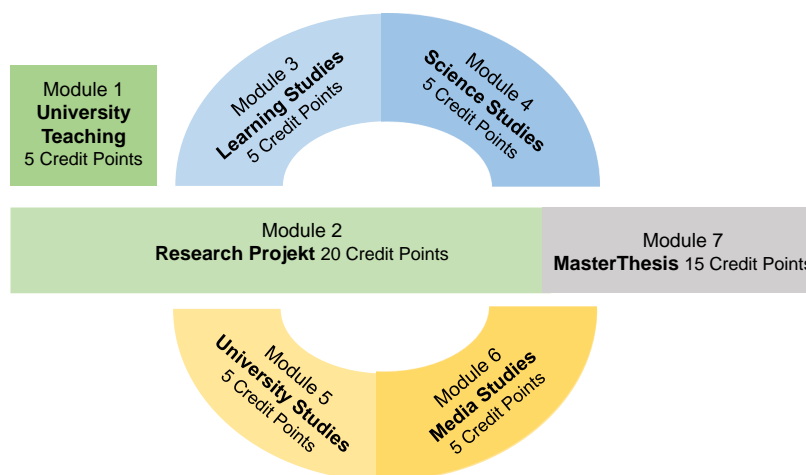 Module 1
University
Teaching
5 Credit Points
Module 3
Learning Studies
5 Credit Points
Module 4
Science Studies
5 Credit Points
Module 2
Research Projekt 20 Credit Points
Module 7
MasterThesis 15 Credit Points
Module 5
University Studies
5 Credit Points
Module 6
Media Studies
5 Credit Points